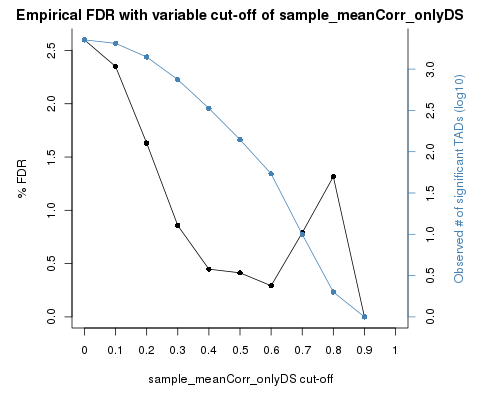 Empirical FDR with variable cut-off of sample_meanCorr_onlyDS
2.5
2.0
1.5
1.0
0.5
0.0
% FDR
3.0
2.5
2.0
1.5
1.0
0.5
0.0
Observed # of significant TADs (log10)
0 0.1 0.2 0.3 0.4 0.5 0.6 0.7 0.8 0.9 1
sample_meanCorr_onlyDS cut-off